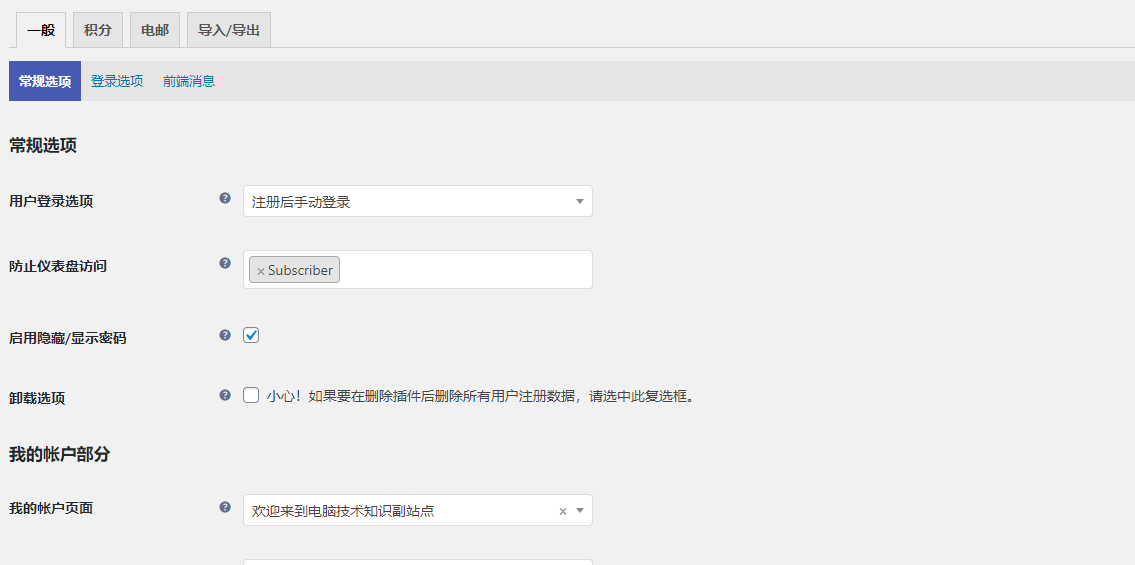 一般 积分 电邮 导入/导出
常规选项 登录选项 前端消息
常规选项
用户登录选项 ? 注册后手动登录
防止仪表盘访问 ? × Subscriber
启用隐藏/显示密码 ?
卸载选项 ? 小心！如果要在删除插件后删除所有用户注册数据，请选中此复选框。
我的帐户部分
我的帐户页面 ? 欢迎来到电脑技术知识副站点 ×